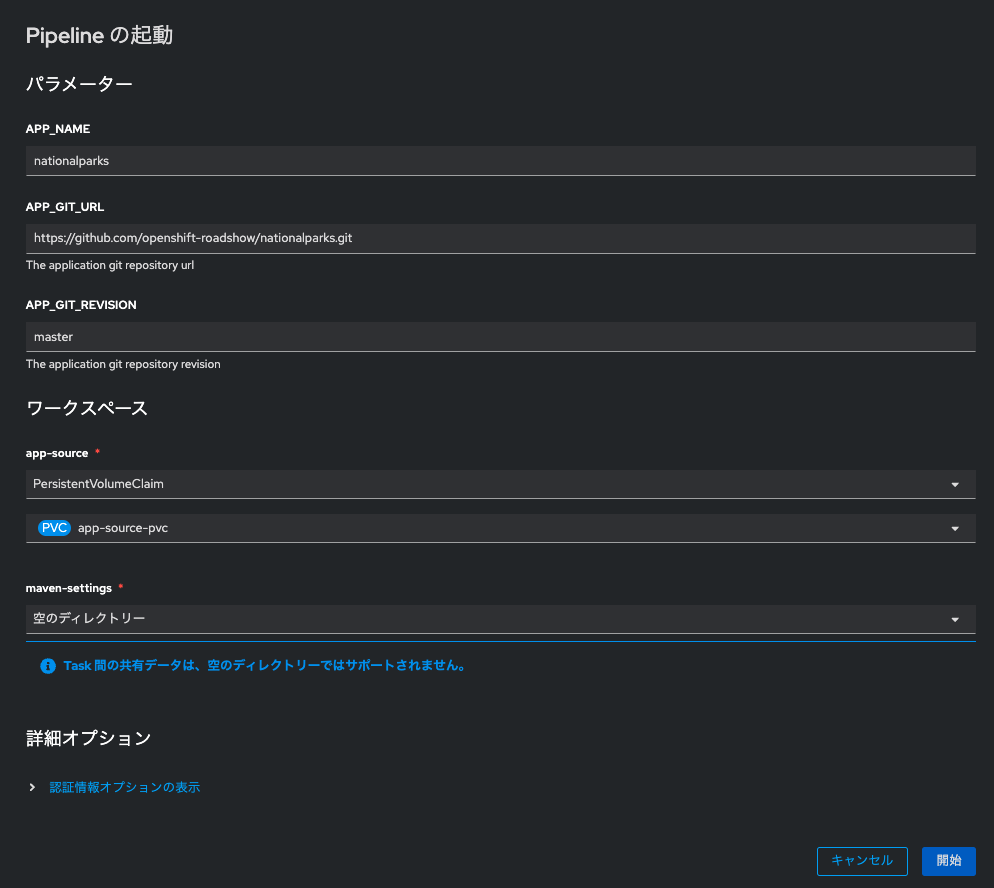 Pipeline の起動
パラメーター
APP_NAME
nationalparks
APP_GIT_URL
https://github.com/openshift-roadshow/nationalparks.git
The application git repository url
APP_GIT_REVISION
master
The application git repository revision
ワークスペース
app-source *
PersistentVolumeClaim
PVC app-source-pvc
maven-settings *
空のディレクトリー
Task 間の共有データは、空のディレクトリーではサポートされません。
詳細オプション
認証情報オプションの表示
キャンセル 開始